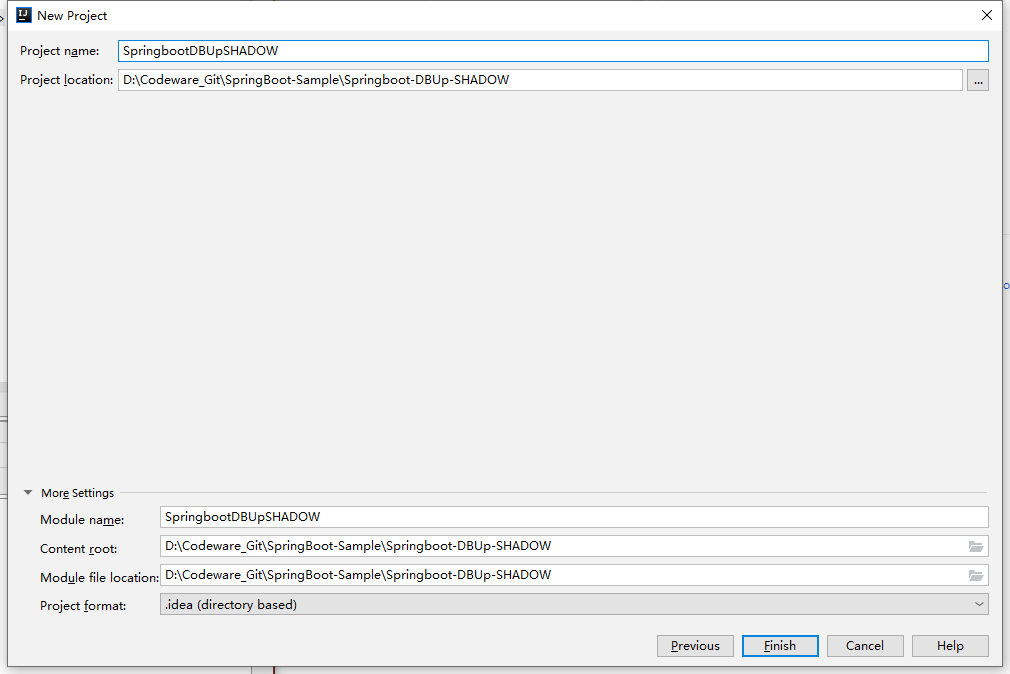 New Project
Project name: SpringbootDBUpSHADOW
Project location: D:\Codeware_Git\SpringBoot-Sample\Springboot-DBUp-SHADOW ...
More Settings
Module name: SpringbootDBUpSHADOW
Content root: D:\Codeware_Git\SpringBoot-Sample\Springboot-DBUp-SHADOW
Module file location: D:\Codeware_Git\SpringBoot-Sample\Springboot-DBUp-SHADOW
Project format: .idea (directory based)
Previous Finish Cancel Help